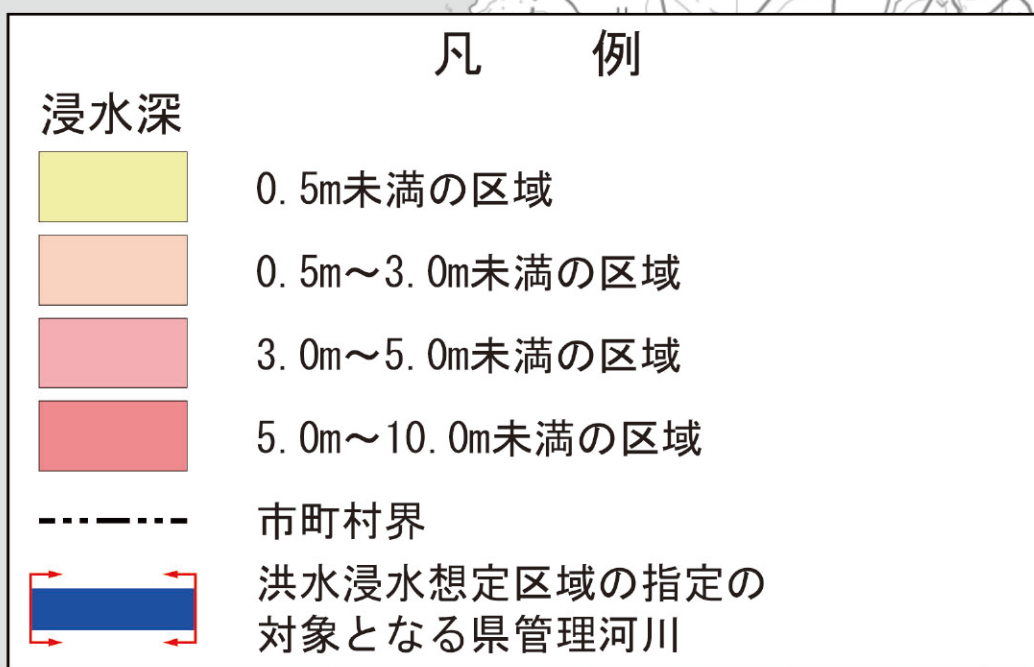 凡　例
浸水深
0.5m未満の区域
0.5m～3.0m未満の区域
3.0m～5.0m未満の区域
5.0m～10.0m未満の区域
市町村界
洪水浸水想定区域の指定の
対象となる県管理河川